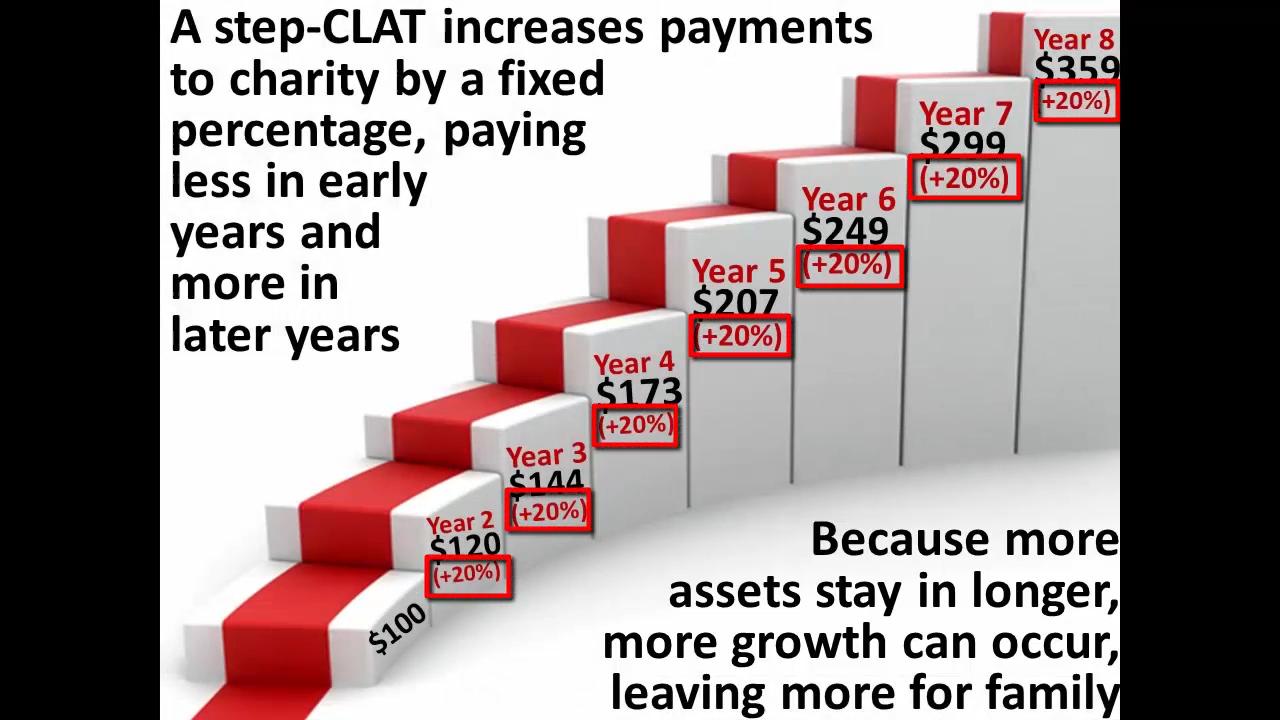 A step-CLAT increases payments
to charity by a fixed
percentage, paying
less in early
years and
more in
later years
$100
Year 2
$120
(+20%)
Year 3
$144
(+20%)
Year 4
$173
(+20%)
Year 5
$207
(+20%)
Year 6
$249
(+20%)
Year 7
$299
(+20%)
Year 8
$359
+20%)
Because more
assets stay in longer,
more growth can occur,
leaving more for family